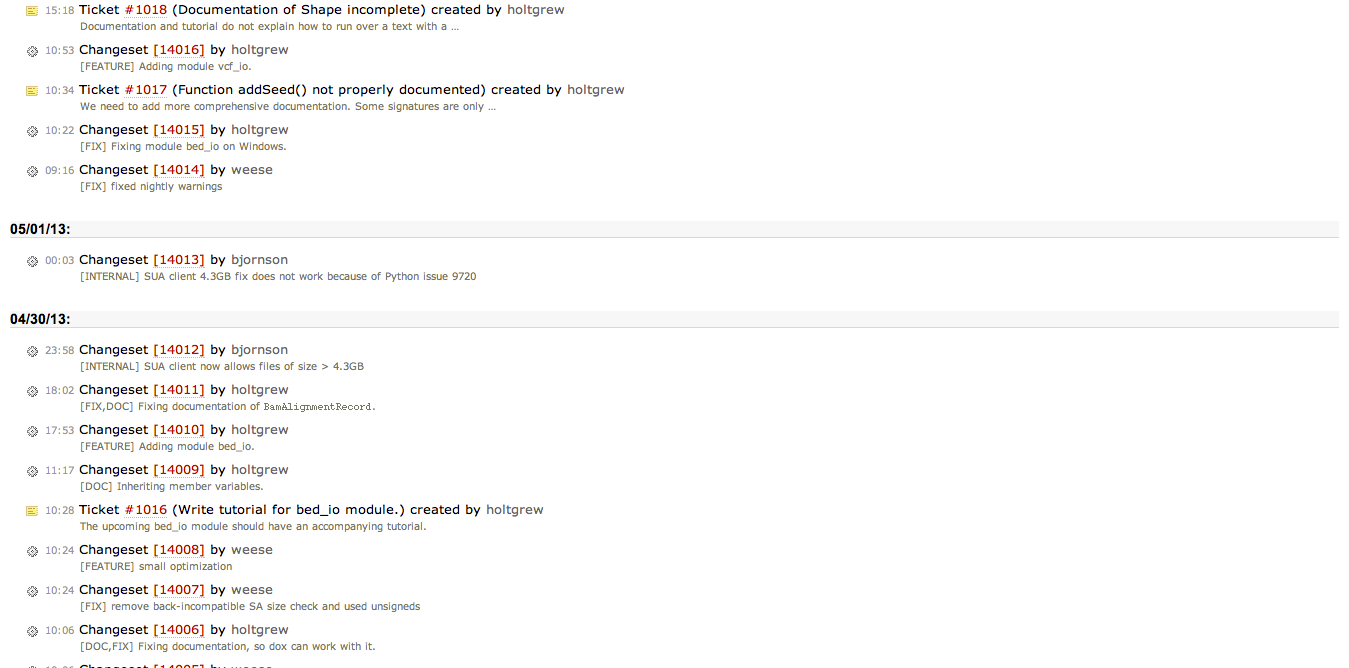 15:18 Ticket #1018 (Documentation of Shape incomplete) created by holtgrew
Documentation and tutorial do not explain how to run over a text with a ...
10:53 Changeset [14016] by holtgrew
[FEATURE] Adding module vcf_io.
10:34 Ticket #1017 (Function addSeed() not properly documented) created by holtgrew
We need to add more comprehensive documentation. Some signatures are only ...
10:22 Changeset [14015] by holtgrew
[FIX] Fixing module bed_io on Windows.
09:16 Changeset [14014] by weese
[FIX] fixed nightly warnings
05/01/13:
00:03 Changeset [14013] by bjornson
[INTERNAL] SUA client 4.3GB fix does not work because of Python issue 9720
04/30/13:
23:58 Changeset [14012] by bjornson
[INTERNAL] SUA client now allows files of size > 4.3GB
18:02 Changeset [14011] by holtgrew
[FIX,DOC] Fixing documentation of BamAlignmentRecord.
17:53 Changeset [14010] by holtgrew
[FEATURE] Adding module bed_io.
11:17 Changeset [14009] by holtgrew
[DOC] Inheriting member variables.
10:28 Ticket #1016 (Write tutorial for bed_io module.) created by holtgrew
The upcoming bed_io module should have an accompanying tutorial.
10:24 Changeset [14008] by weese
[FEATURE] small optimization
10:24 Changeset [14007] by weese
[FIX] remove back-incompatible SA size check and used unsigneds
10:06 Changeset [14006] by holtgrew
[DOC,FIX] Fixing documentation, so dox can work with it.
Changeset [14005] by weese